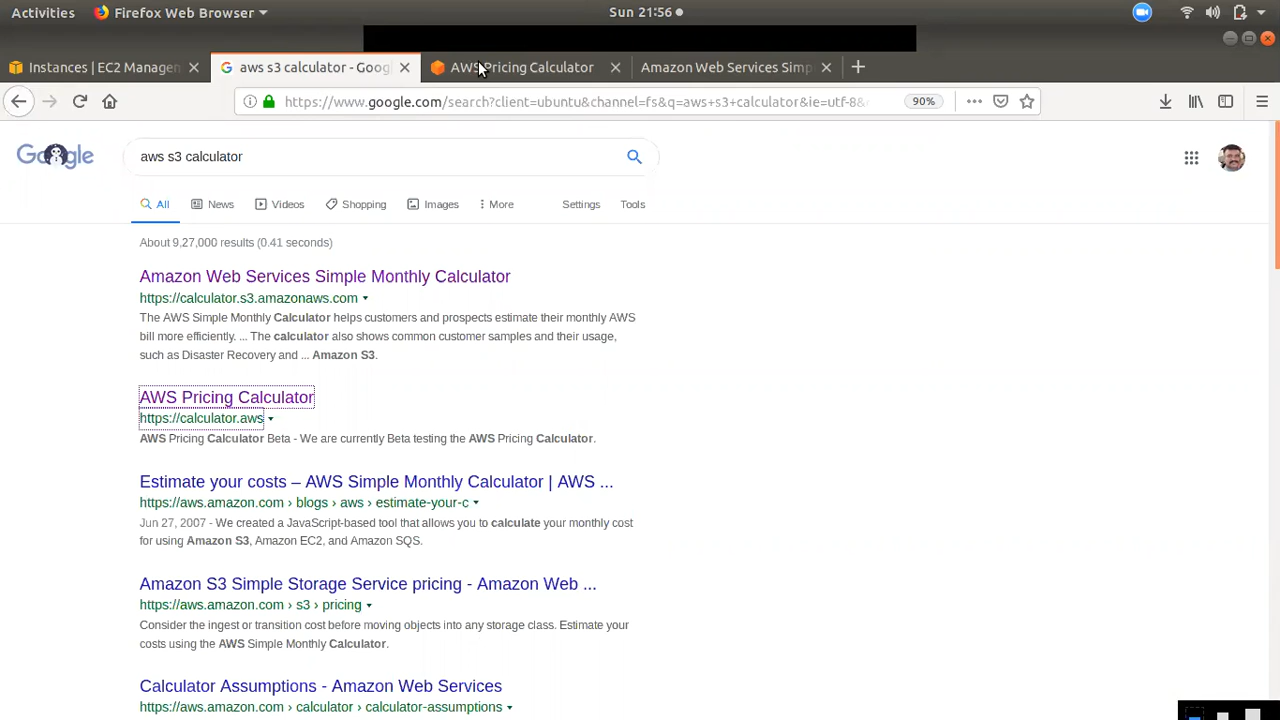 Activities Firefox Web Browser Sun 21:56
Instances | EC2 Managen aws s3 calculator - Goog AWS Pricing Calculator Amazon Web Services Simp
https://www.google.com/search?client=ubuntu&channel=fs&q=aws+s3+calculator&ie=utf-8& 90%
Google aws s3 calculator
All News Videos Shopping Images More Settings Tools
About 9,27,000 results (0.41 seconds)
Amazon Web Services Simple Monthly Calculator
https://calculator.s3.amazonaws.com
The AWS Simple Monthly Calculator helps customers and prospects estimate their monthly AWS
bill more efficiently. ... The calculator also shows common customer samples and their usage,
such as Disaster Recovery and ... Amazon S3.
AWS Pricing Calculator
https://calculator.aws
AWS Pricing Calculator Beta - We are currently Beta testing the AWS Pricing Calculator.
Estimate your costs – AWS Simple Monthly Calculator | AWS ...
https://aws.amazon.com › blogs › aws › estimate-your-c
Jun 27, 2007 - We created a JavaScript-based tool that allows you to calculate your monthly cost
for using Amazon S3, Amazon EC2, and Amazon SQS.
Amazon S3 Simple Storage Service pricing - Amazon Web ...
https://aws.amazon.com › s3 › pricing
Consider the ingest or transition cost before moving objects into any storage class. Estimate your
costs using the AWS Simple Monthly Calculator.
Calculator Assumptions - Amazon Web Services
https://aws.amazon.com › calculator › calculator-assumptions